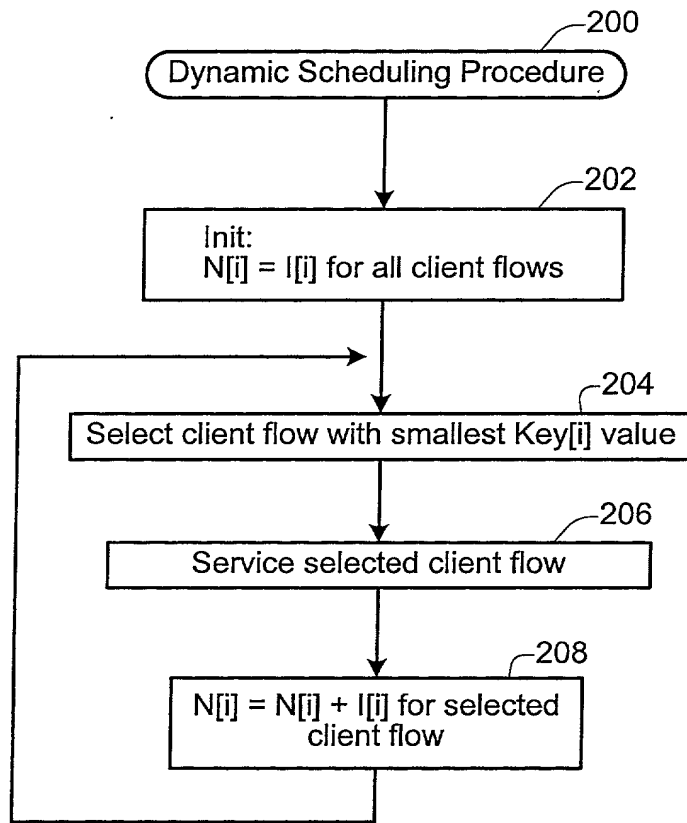 200
Dynamic Scheduling Procedure
202
Init:
N[i] = I[i] for all client flows
204
Select client flow with smallest Key[i] value
206
Service selected client flow
208
N[i] = N[i] + I[i] for selected
client flow